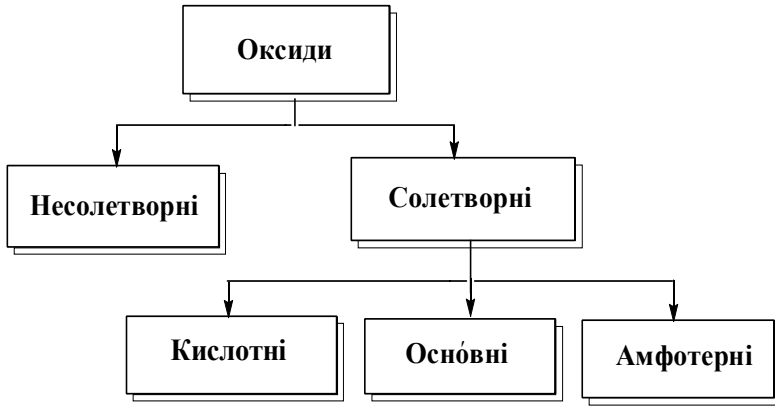 Оксиди
Несолетворні
Солетворні
Кислотні
Осно́вні
Амфотерні